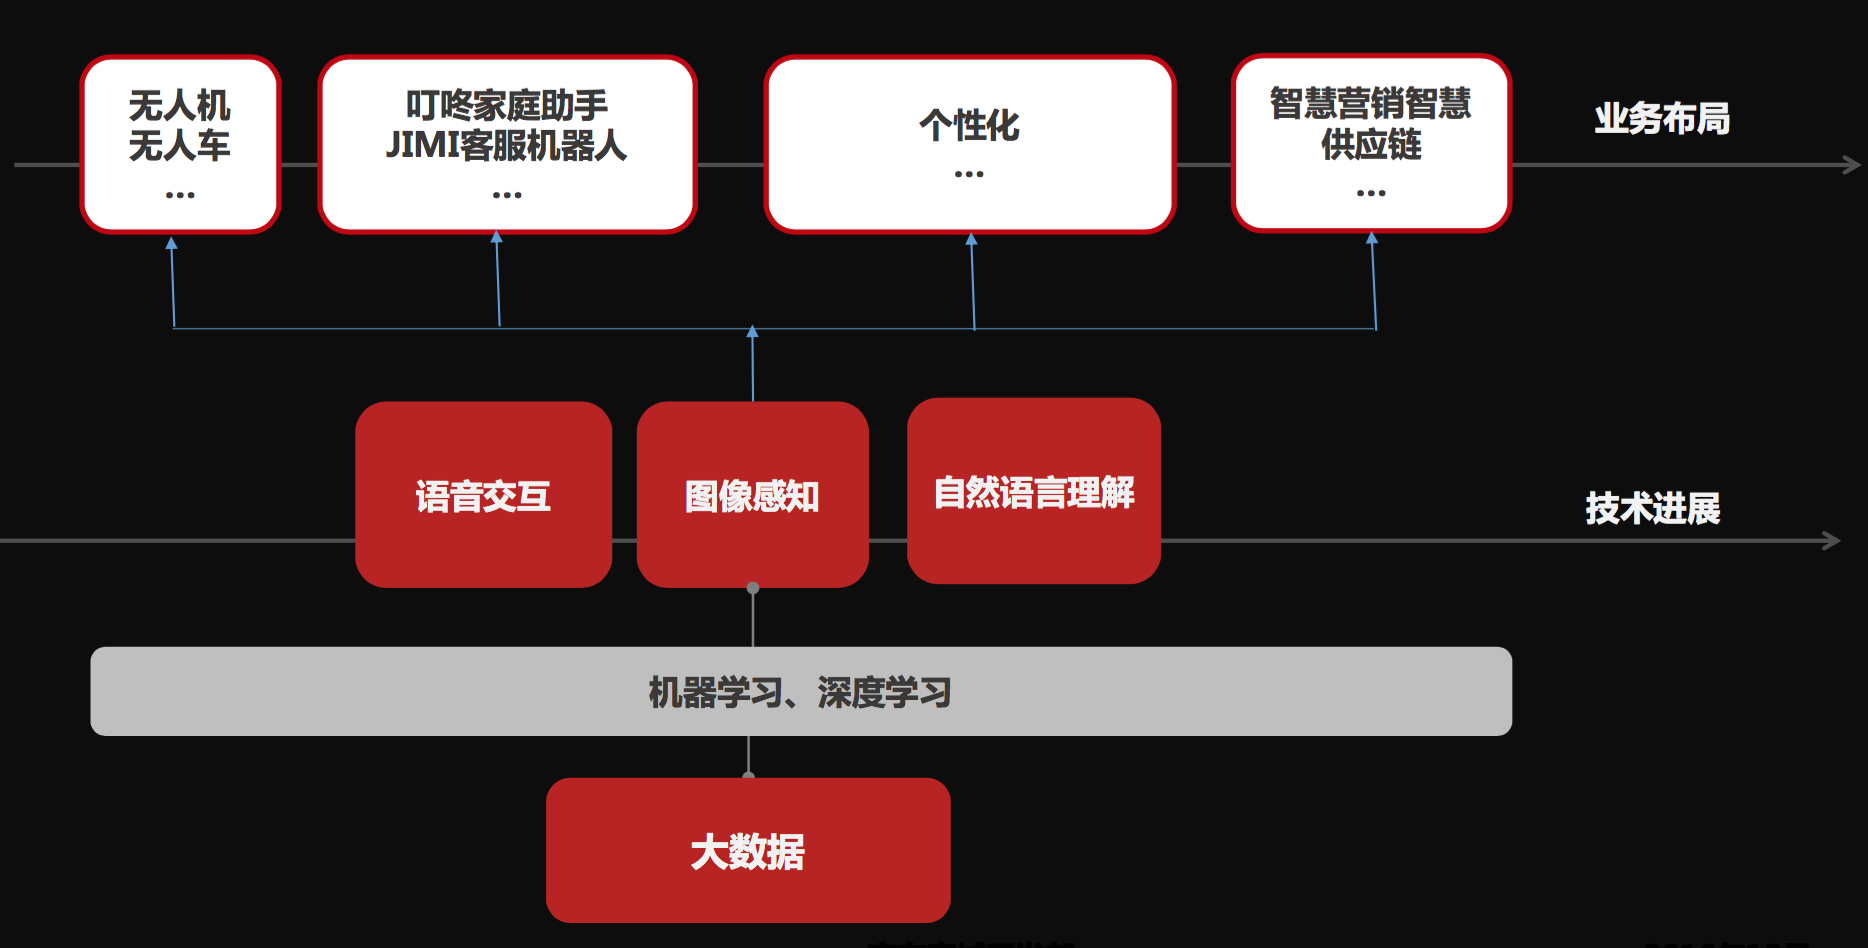 无人机
无人车
...
叮咚家庭助手
JIMI客服机器人
...
个性化
...
智慧营销智慧
供应链
...
业务布局
语音交互
图像感知
自然语言理解
技术进展
机器学习、深度学习
大数据